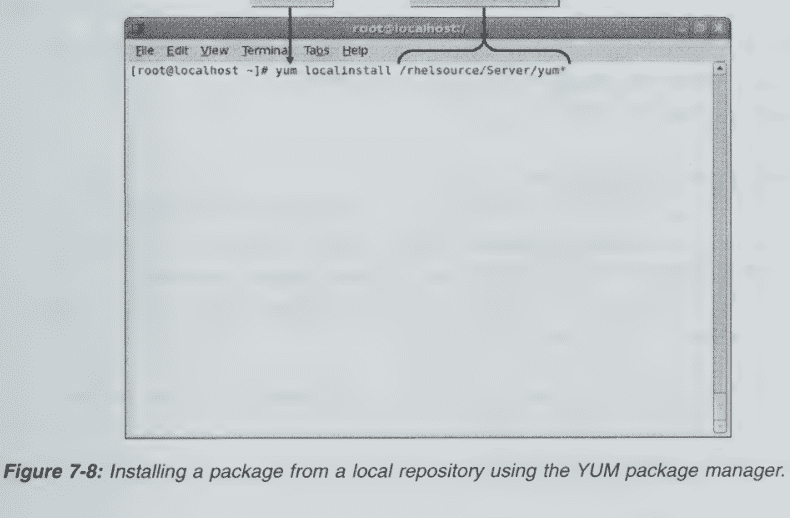 root@localhost:/
File Edit View Terminal Tabs Help
[root@localhost ~]# yum localinstall /rhelsource/Server/yum*
Figure 7-8: Installing a package from a local repository using the YUM package manager.